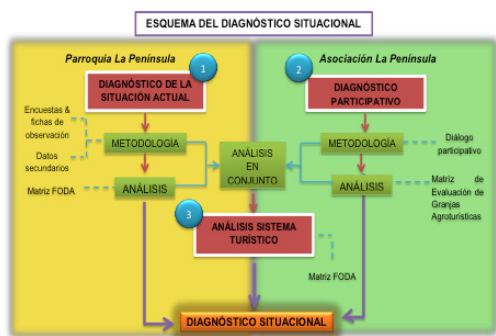 ESQUEMA DEL DIAGNÓSTICO SITUACIONAL
Parroquia La Península
Asociación La Península
1
2
DIAGNÓSTICO DE LA
SITUACIÓN ACTUAL
DIAGNÓSTICO
PARTICIPATIVO
Encuestas &
fichas de
observación
METODOLOGÍA
METODOLOGÍA
Diálogo
participativo
Datos
secundarios
ANÁLISIS
EN
CONJUNTO
Matriz FODA
ANÁLISIS
ANÁLISIS
Matriz de
Evaluación de
Granjas
Agroturísticas
3
ANÁLISIS SISTEMA
TURÍSTICO
Matriz FODA
DIAGNÓSTICO SITUACIONAL